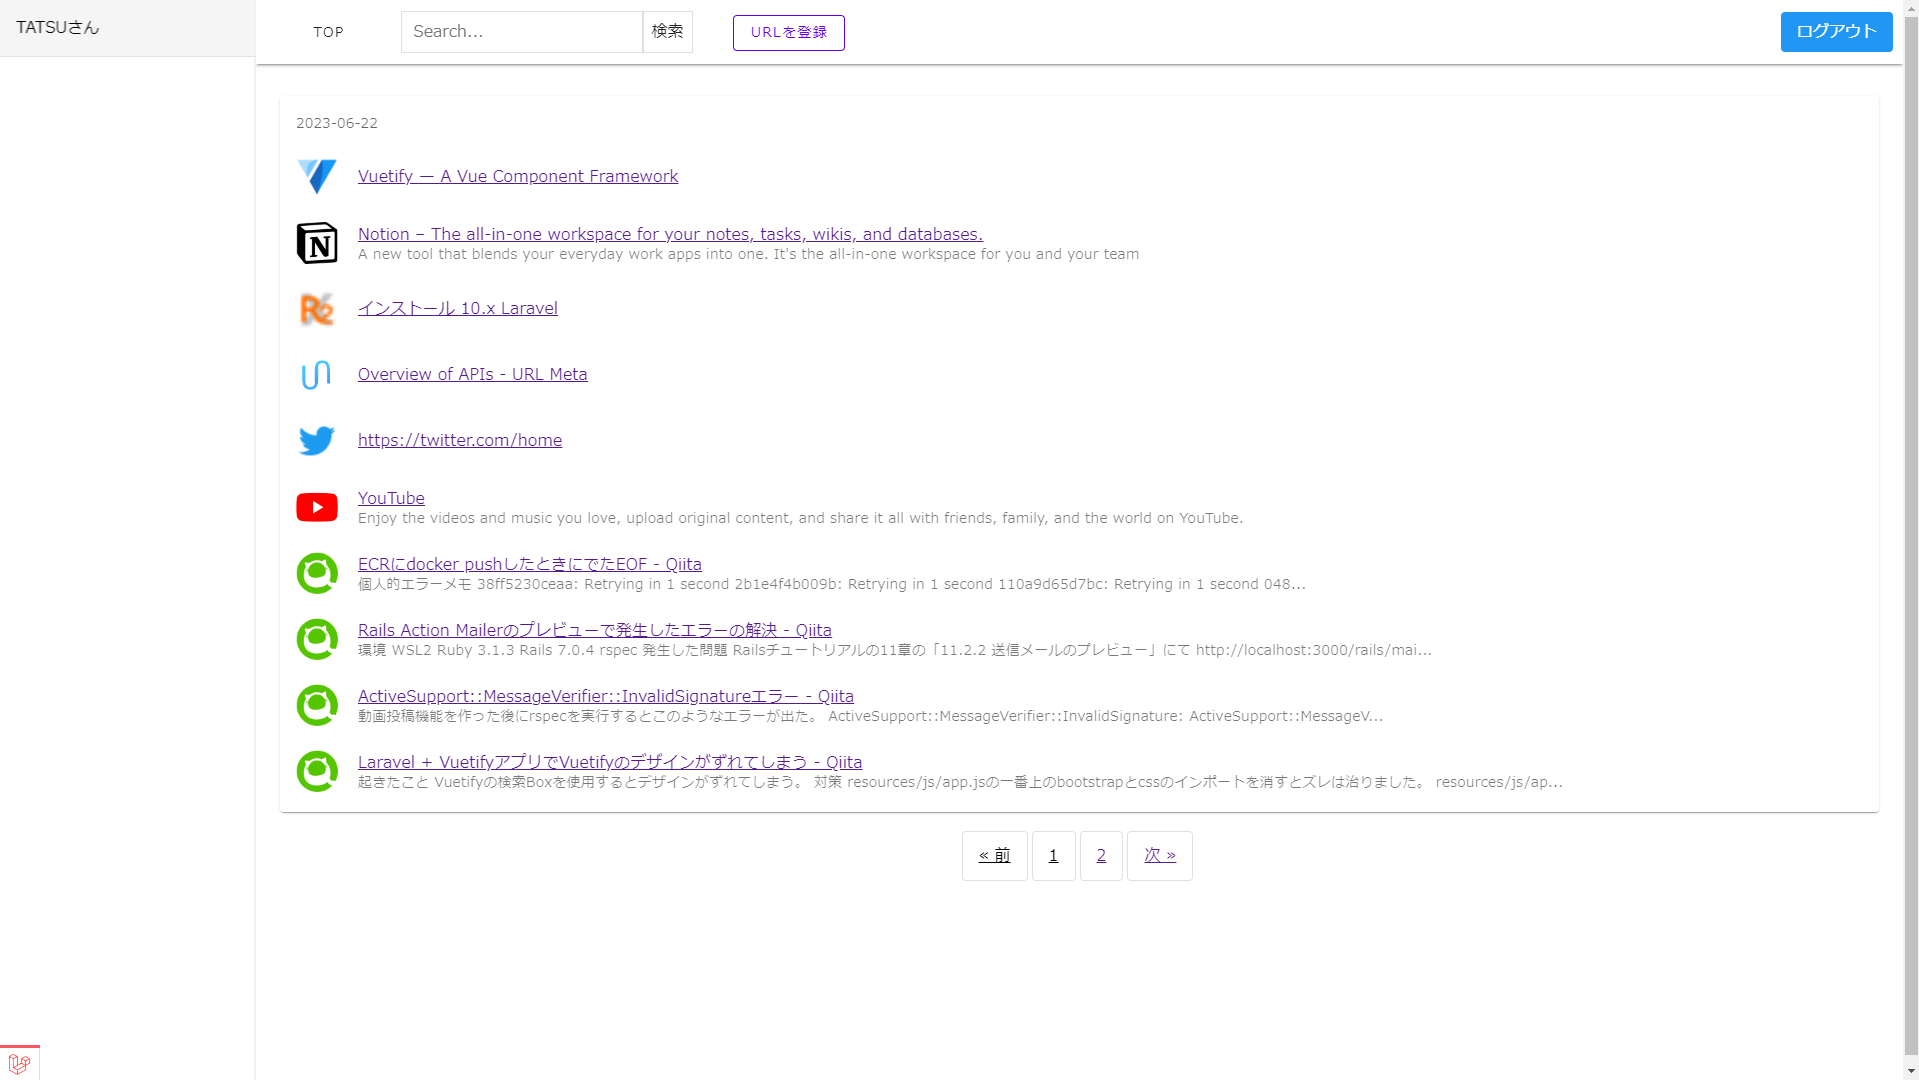 TATSUさん
TOP
Search...
検索
URLを登録
ログアウト
2023-06-22
Vuetify — A Vue Component Framework
Notion – The all-in-one workspace for your notes, tasks, wikis, and databases.
A new tool that blends your everyday work apps into one. It's the all-in-one workspace for you and your team
インストール 10.x Laravel
Overview of APIs - URL Meta
https://twitter.com/home
YouTube
Enjoy the videos and music you love, upload original content, and share it all with friends, family, and the world on YouTube.
ECRにdocker pushしたときにでたEOF - Qiita
個人的エラーメモ 38ff5230ceaa: Retrying in 1 second 2b1e4f4b009b: Retrying in 1 second 110a9d65d7bc: Retrying in 1 second 048...
Rails Action Mailerのプレビューで発生したエラーの解決 - Qiita
環境 WSL2 Ruby 3.1.3 Rails 7.0.4 rspec 発生した問題 Railsチュートリアルの11章の「11.2.2 送信メールのプレビュー」にて http://localhost:3000/rails/mai...
ActiveSupport::MessageVerifier::InvalidSignatureエラー - Qiita
動画投稿機能を作った後にrspecを実行するとこのようなエラーが出た。 ActiveSupport::MessageVerifier::InvalidSignature: ActiveSupport::MessageV...
Laravel + VuetifyアプリでVuetifyのデザインがずれてしまう - Qiita
起きたこと Vuetifyの検索Boxを使用するとデザインがずれてしまう。 対策 resources/js/app.jsの一番上のbootstrapとcssのインポートを消すとズレは治りました。 resources/js/ap...
« 前 1 2 次 »